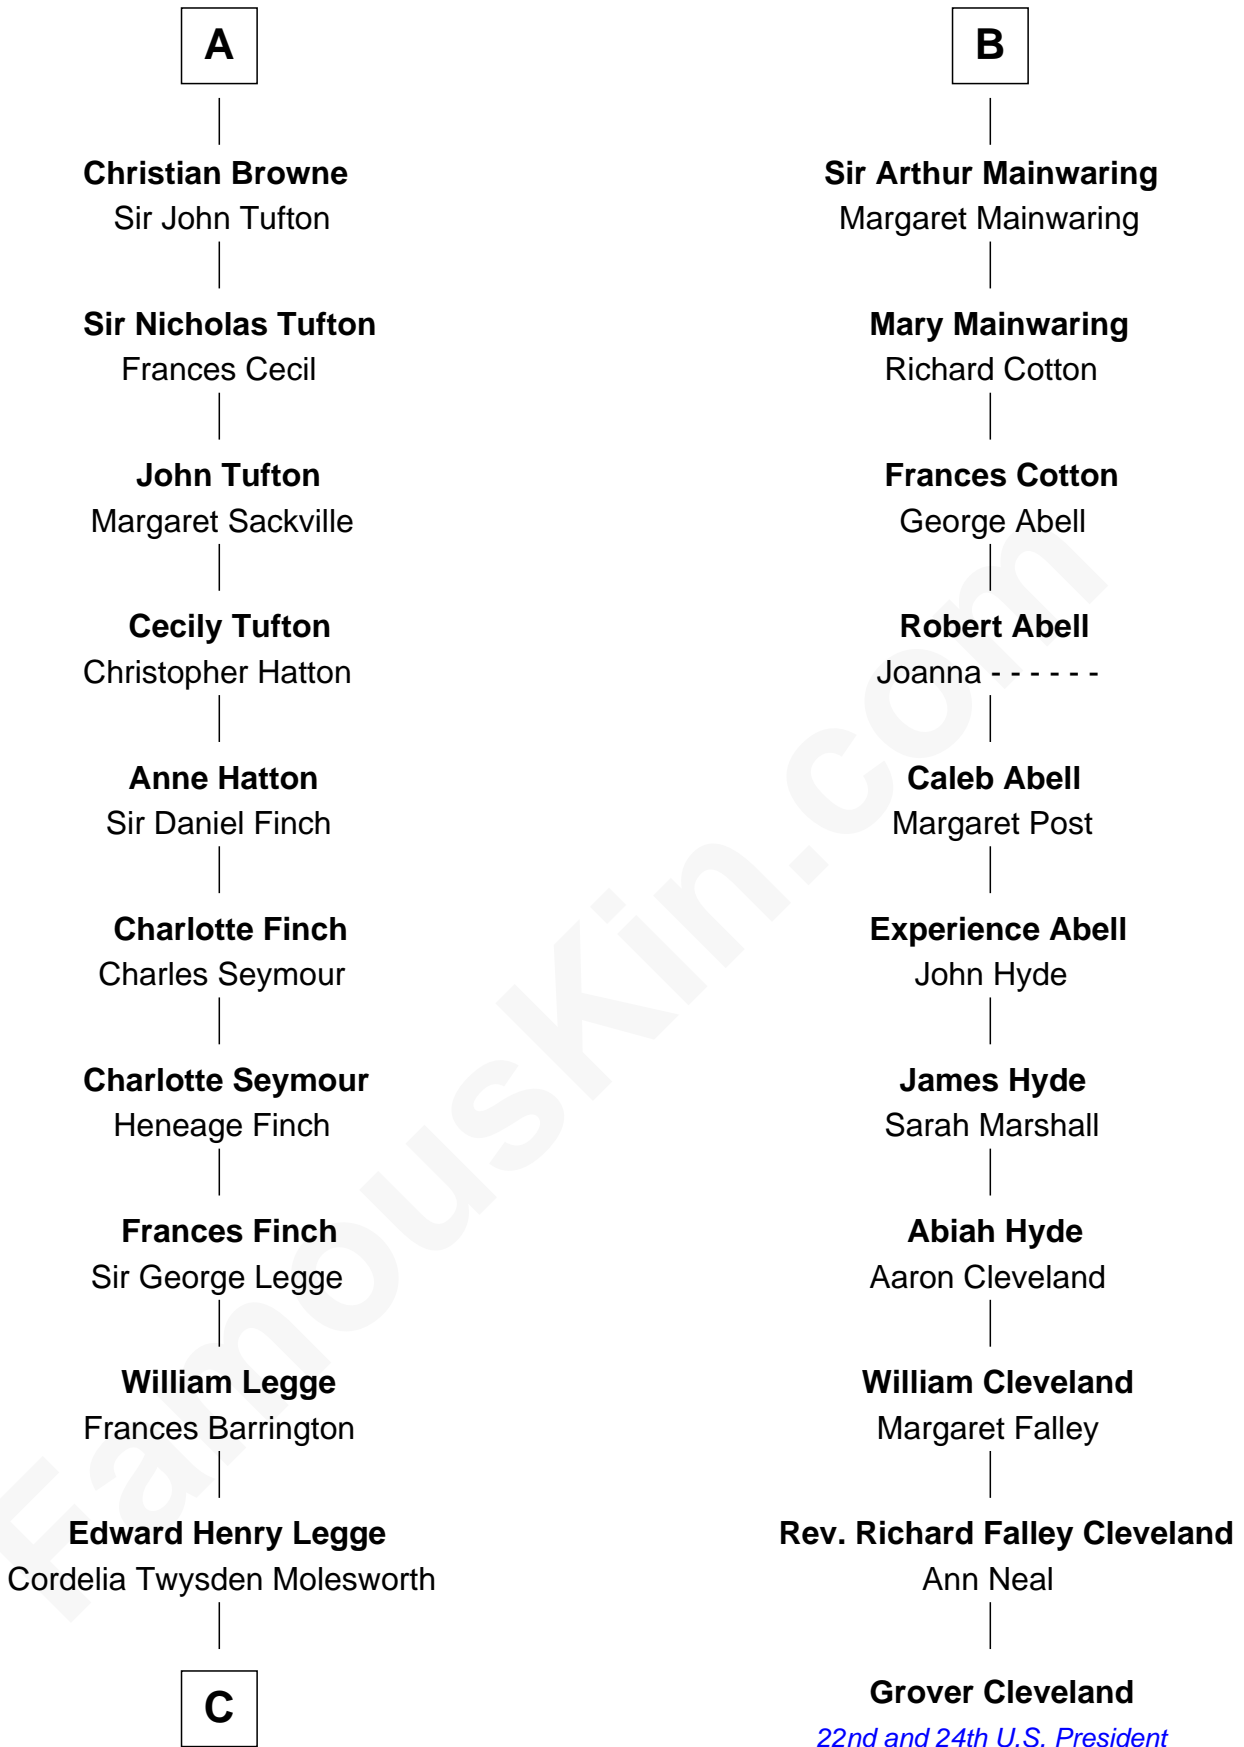 A
Christian Browne
Sir John Tufton
Sir Nicholas Tufton
Frances Cecil
John Tufton
Margaret Sackville
Cecily Tufton
Christopher Hatton
Anne Hatton
Sir Daniel Finch
Charlotte Finch
Charles Seymour
Charlotte Seymour
Heneage Finch
Frances Finch
Sir George Legge
William Legge
Frances Barrington
Edward Henry Legge
Cordelia Twysden Molesworth
C
B
Sir Arthur Mainwaring
Margaret Mainwaring
Mary Mainwaring
Richard Cotton
Frances Cotton
George Abell
Robert Abell
Joanna - - - - - -
Caleb Abell
Margaret Post
Experience Abell
John Hyde
James Hyde
Sarah Marshall
Abiah Hyde
Aaron Cleveland
William Cleveland
Margaret Falley
Rev. Richard Falley Cleveland
Ann Neal
Grover Cleveland
22nd and 24th U.S. President
FamousKin.com